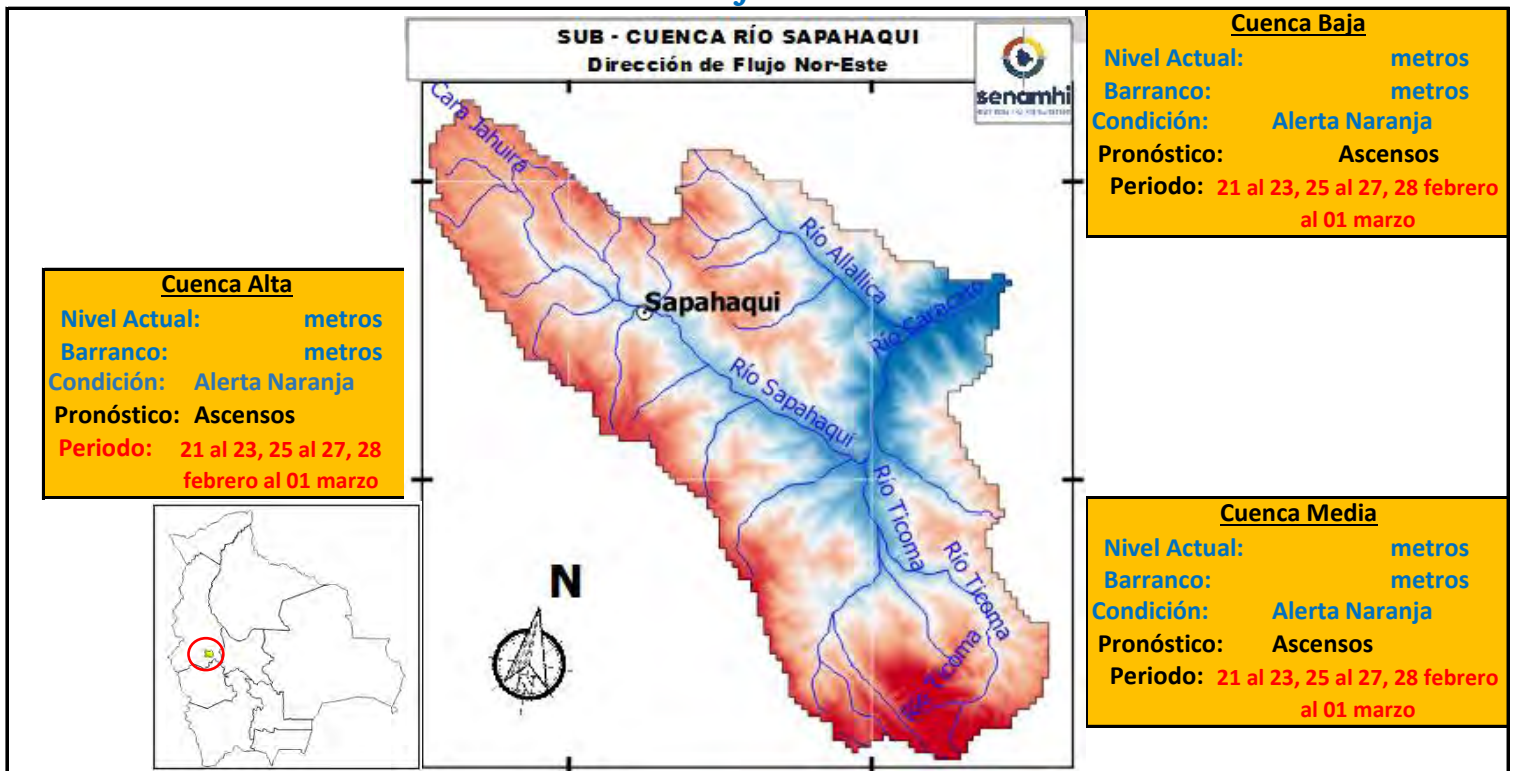 SUB - CUENCA RÍO SAPAHAQUI
Dirección de Flujo Nor-Este
senamhi
Cuenca Baja
Nivel Actual: metros
Barranco: metros
Condición: Alerta Naranja
Pronóstico: Ascensos
Periodo: 21 al 23, 25 al 27, 28 febrero
al 01 marzo
Cuenca Alta
Nivel Actual: metros
Barranco: metros
Condición: Alerta Naranja
Pronóstico: Ascensos
Periodo: 21 al 23, 25 al 27, 28
febrero al 01 marzo
Cara Jahuira
Río Allallica
Río Caracato
Sapahaqui
Río Sapahaqui
Río Ticoma
Río Ticoma
Río Ticoma
N
Cuenca Media
Nivel Actual: metros
Barranco: metros
Condición: Alerta Naranja
Pronóstico: Ascensos
Periodo: 21 al 23, 25 al 27, 28 febrero
al 01 marzo